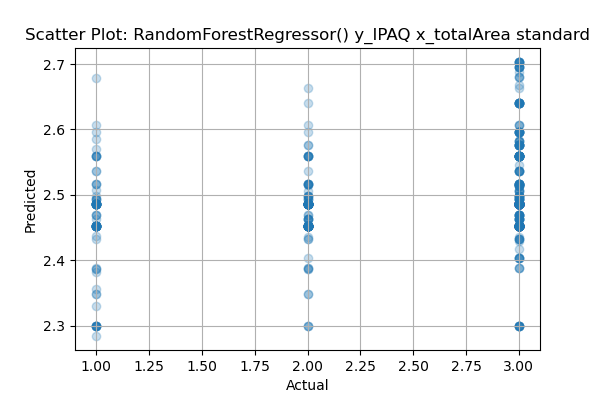 Scatter Plot: RandomForestRegressor() y_IPAQ x_totalArea standard
2.7
2.6
2.5
2.4
2.3
Predicted
1.00 1.25 1.50 1.75 2.00 2.25 2.50 2.75 3.00
Actual